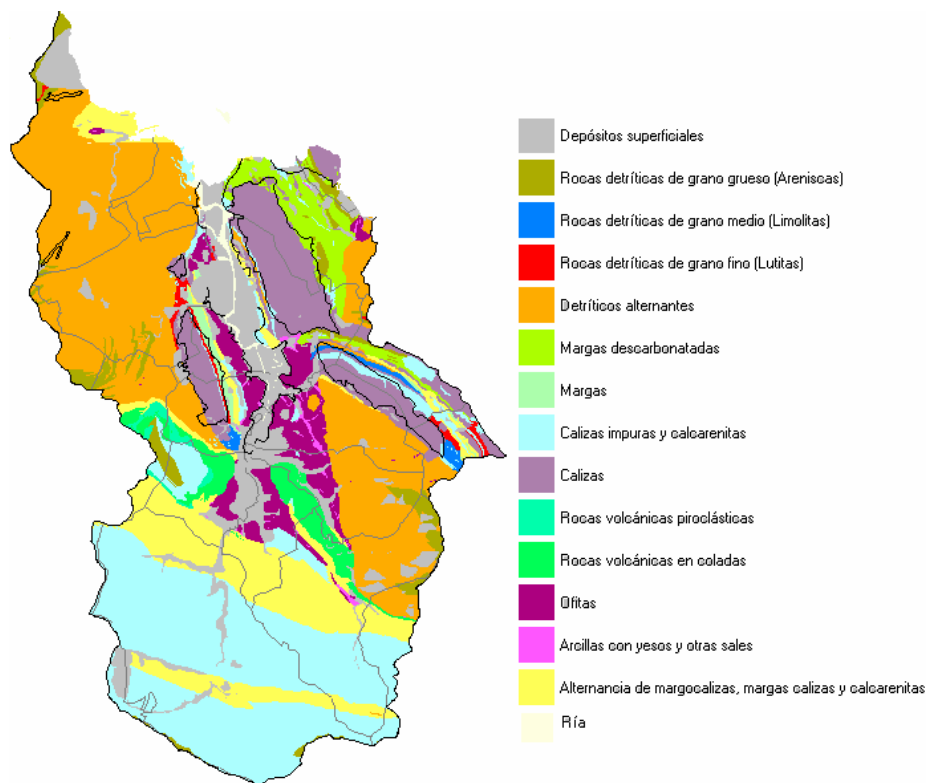 Depósitos superficiales
Rocas detríticas de grano grueso (Areniscas)
Rocas detríticas de grano medio (Limolitas)
Rocas detríticas de grano fino (Lutitas)
Detríticos alternantes
Margas descarbonatadas
Margas
Calizas impuras y calcarenitas
Calizas
Rocas volcánicas piroclásticas
Rocas volcánicas en coladas
Ofitas
Arcillas con yesos y otras sales
Alternancia de margocalizas, margas calizas y calcarenitas
Ría